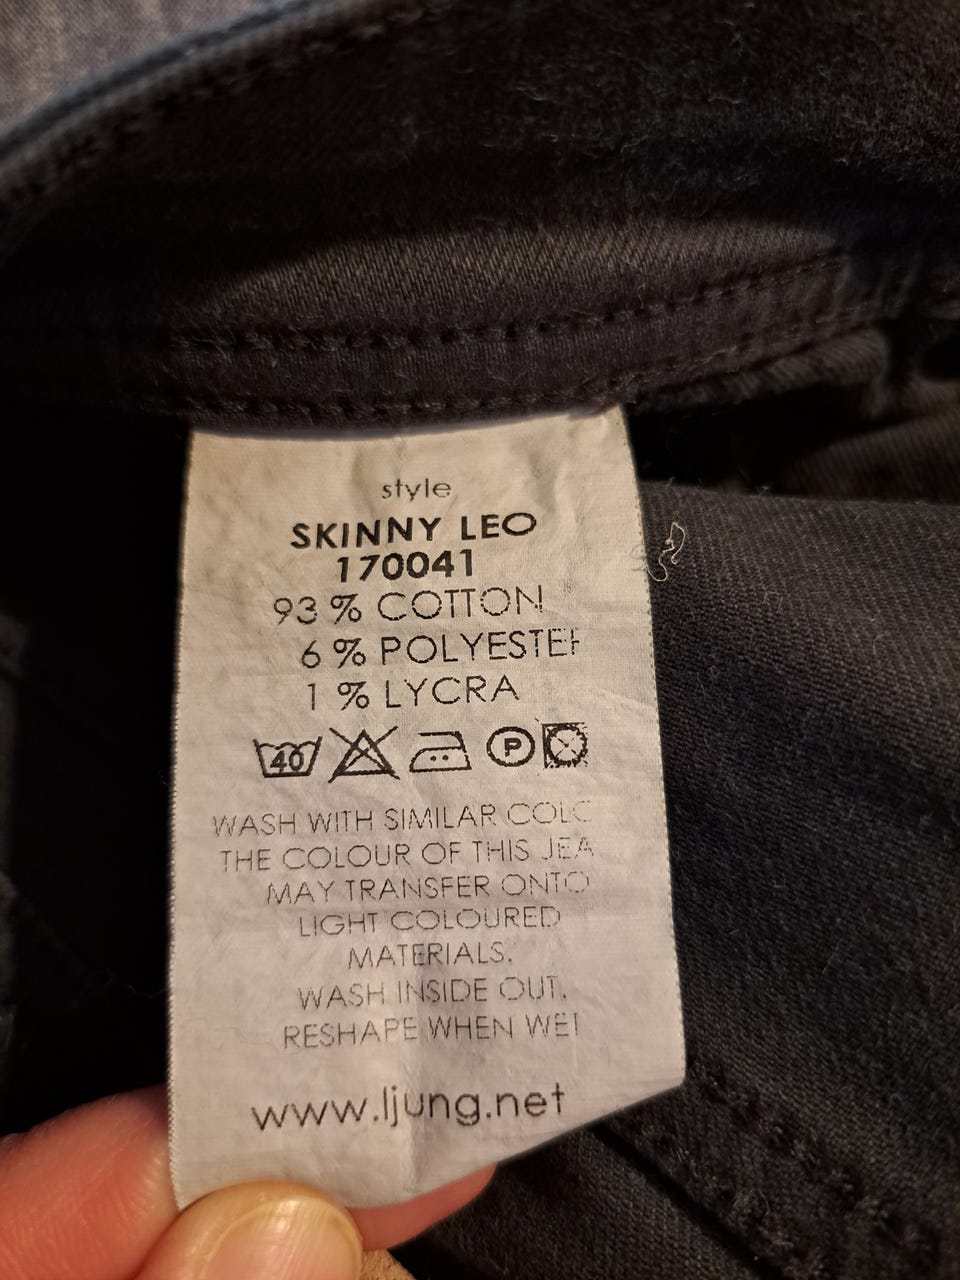 style
SKINNY LEO
170041
93 % COTTON
6 % POLYESTER
1 % LYCRA
40 P
WASH WITH SIMILAR COLO
THE COLOUR OF THIS JEA
MAY TRANSFER ONTO
LIGHT COLOURED
MATERIALS.
WASH INSIDE OUT.
RESHAPE WHEN WET
www.ljung.net